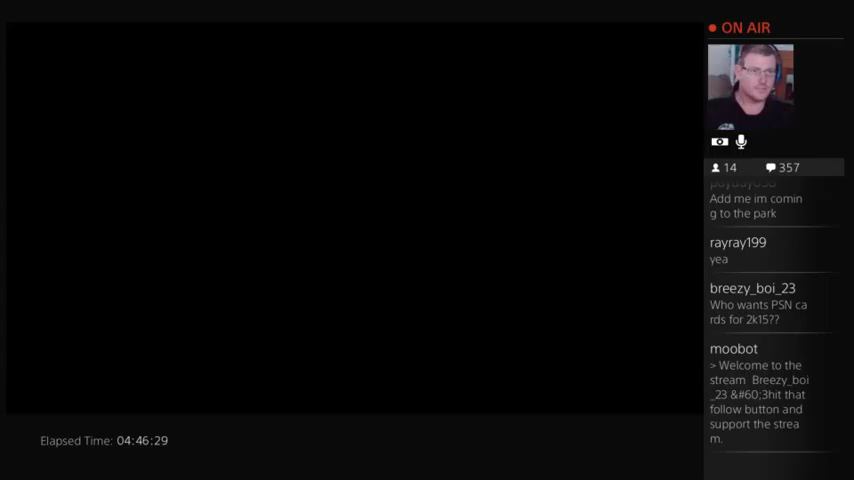 ON AIR
14 357
Add me im comin
g to the park
rayray199
yea
breezy_boi_23
Who wants PSN ca
rds for 2k15??
moobot
> Welcome to the
stream Breezy_boi
_23 &#60;3hit that
follow button and
support the strea
m.
Elapsed Time: 04:46:29